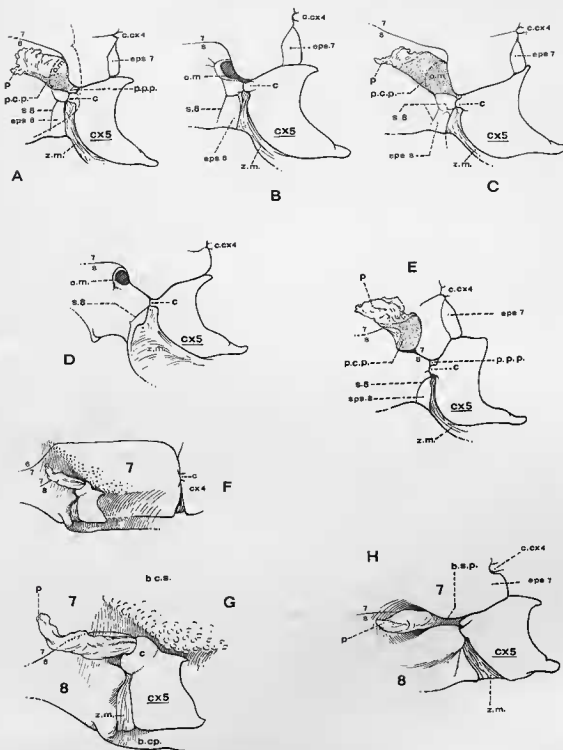 c.cx4
7
8
o.m.
eps 7
P
p.c.p.
s.8
eps 8
p.p.p.
c
cx5
z.m.
A
c.cx4
7
8
eps.7
o.m.
c
s.8
eps.8
cx5
z.m.
B
c.cx4
7
8
eps 7
o.m.
P
p.c.p.
c
s.8
eps 8
cx5
z.m.
C
c.cx4
7
8
o.m.
s.8
c
D
z.m.
cx5
E
P
c.cx4
7
8
eps 7
p.c.p.
7
8
p.p.p.
c
s.8
sps.8
cx5
z.m.
6
7
7
7
8
c
cx4
F
b.c.s.
G
7
P
7
8
c
8
cx5
z.m.
b.cp.
H
c.cx4
b.s.p.
7
eps 7
7
8
P
cx5
8
z.m.